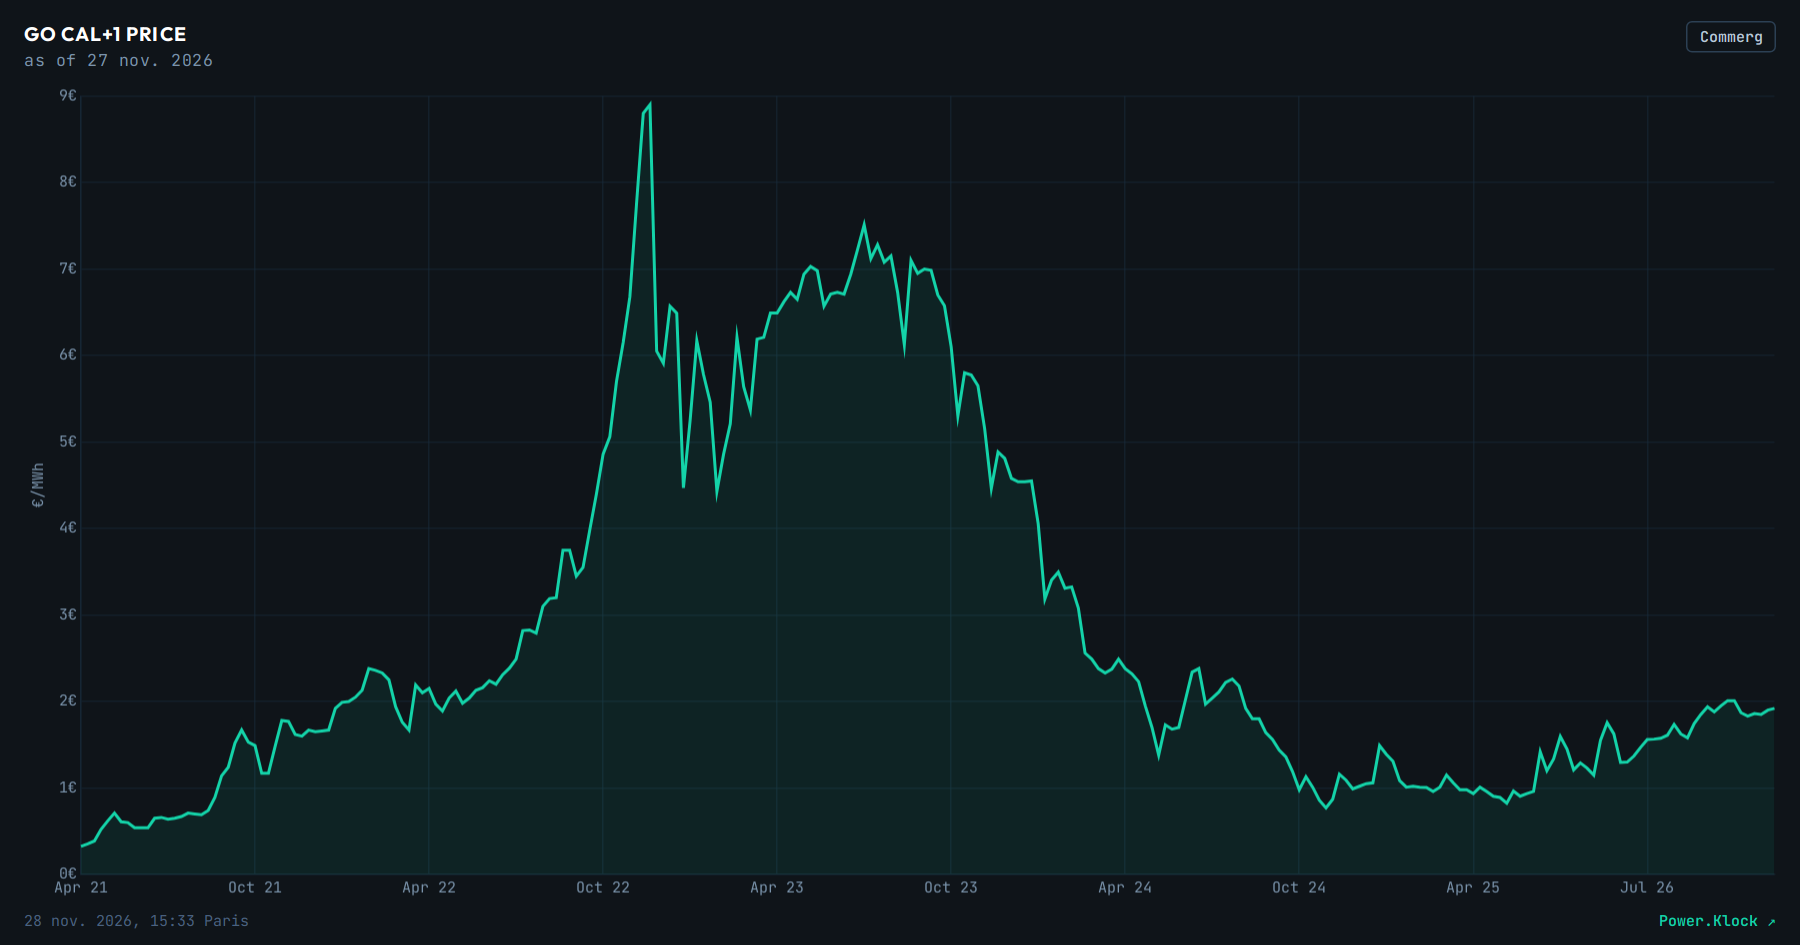 GO CAL+1 PRICE
as of 27 nov. 2026
Commerg
9€
8€
7€
6€
5€
4€
3€
2€
1€
0€
€/MWh
Apr 21 Oct 21 Apr 22 Oct 22 Apr 23 Oct 23 Apr 24 Oct 24 Apr 25 Jul 26
28 nov. 2026, 15:33 Paris
Power.Klock ↗